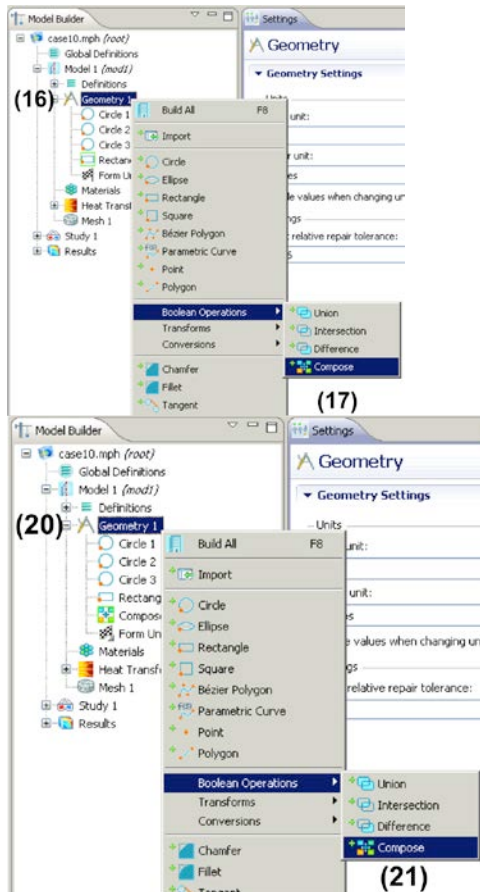 Model Builder
Settings
case10.mph (root)
Global Definitions
Model 1 (mod1)
Definitions
(16)
Geometry 1
Circle 1
Circle 2
Circle 3
Rectan
Form Ur
Materials
Heat Transf
Mesh 1
Study 1
Results
Geometry
Geometry Settings
unit:
r unit:
es
le values when changing un
ngs
relative repair tolerance:
Build All F8
Import
Circle
Ellipse
Rectangle
Square
Bézier Polygon
Parametric Curve
Point
Polygon
Boolean Operations
Transforms
Conversions
Chamfer
Fillet
Tangent
Union
Intersection
Difference
Compose
(17)
Model Builder
Settings
case10.mph (root)
Global Definitions
Model 1 (mod1)
Definitions
(20)
Geometry 1
Circle 1
Circle 2
Circle 3
Rectang
Compos
Form Un
Materials
Heat Transf
Mesh 1
Study 1
Results
Geometry
Geometry Settings
Units
unit:
unit:
es
e values when changing un
gs
relative repair tolerance:
Build All F8
Import
Circle
Ellipse
Rectangle
Square
Bézier Polygon
Parametric Curve
Point
Polygon
Boolean Operations
Transforms
Conversions
Chamfer
Fillet
Union
Intersection
Difference
Compose
(21)